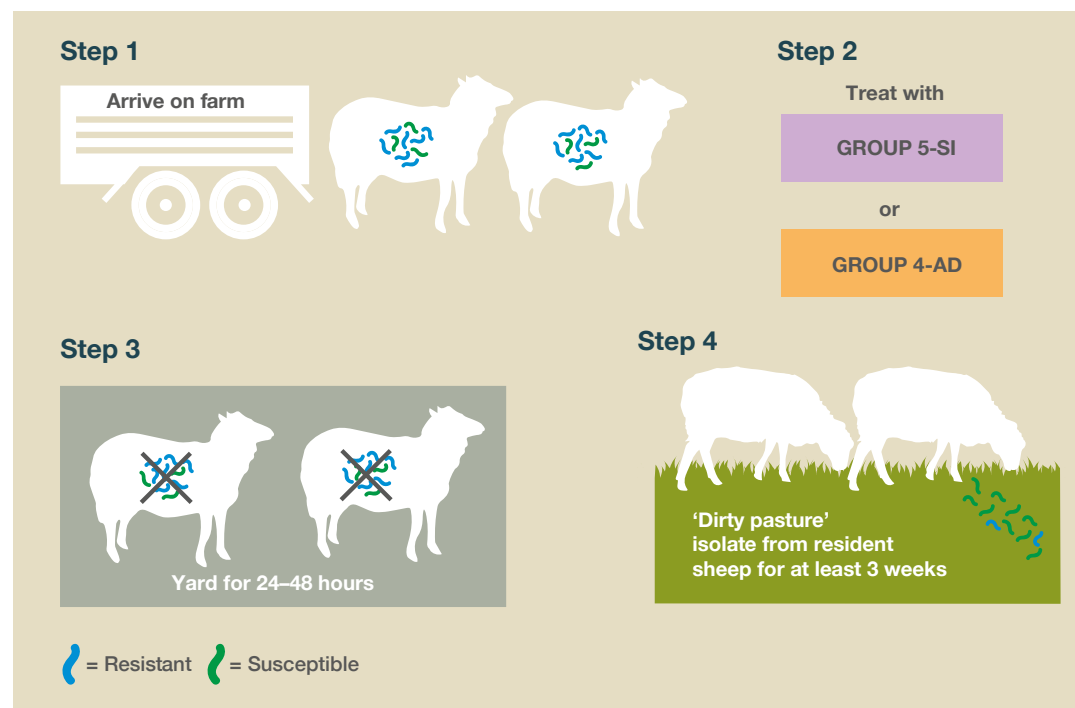 Step 1
Arrive on farm
Step 2
Treat with
GROUP 5-SI
or
GROUP 4-AD
Step 3
Yard for 24–48 hours
Step 4
‘Dirty pasture’
isolate from resident
sheep for at least 3 weeks
= Resistant
= Susceptible